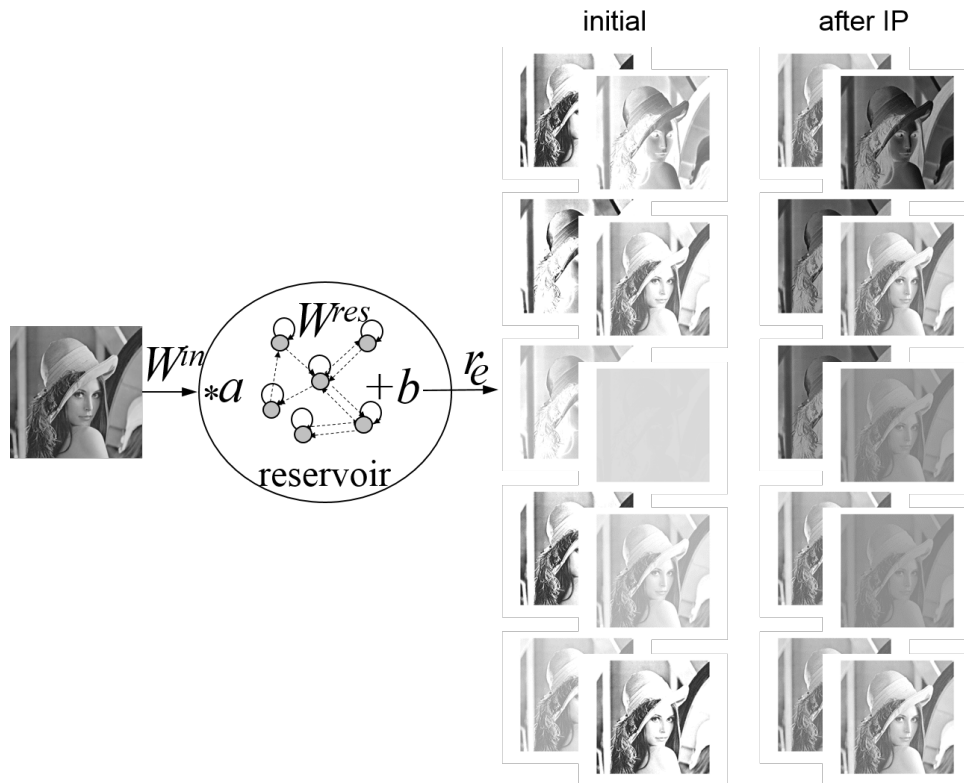 initial
after IP
W^in
*a
W^res
+b
r_e
reservoir